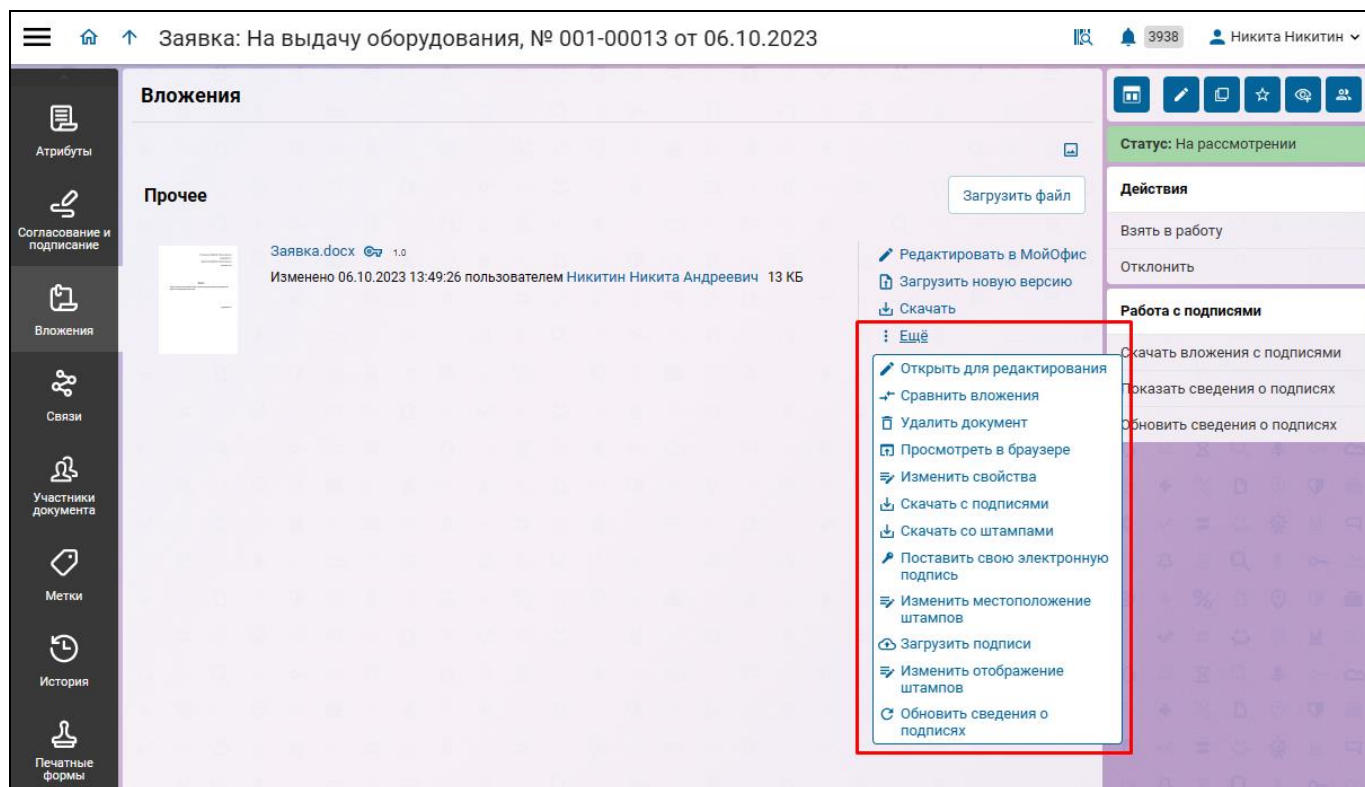 Заявка: На выдачу оборудования, № 001-00013 от 06.10.2023
3938
Никита Никитин
Атрибуты
Согласование и
подписание
Вложения
Связи
Участники
документа
Метки
История
Печатные
формы
Вложения
Прочее
Загрузить файл
Заявка.docx 1.0
Изменено 06.10.2023 13:49:26 пользователем Никитин Никита Андреевич 13 КБ
Редактировать в МойОфис
Загрузить новую версию
Скачать
Ещё
Открыть для редактирования
Сравнить вложения
Удалить документ
Просмотреть в браузере
Изменить свойства
Скачать с подписями
Скачать со штампами
Поставить свою электронную
подпись
Изменить местоположение
штампов
Загрузить подписи
Изменить отображение
штампов
Обновить сведения о
подписях
Статус: На рассмотрении
Действия
Взять в работу
Отклонить
Работа с подписями
Скачать вложения с подписями
Показать сведения о подписях
Обновить сведения о подписях